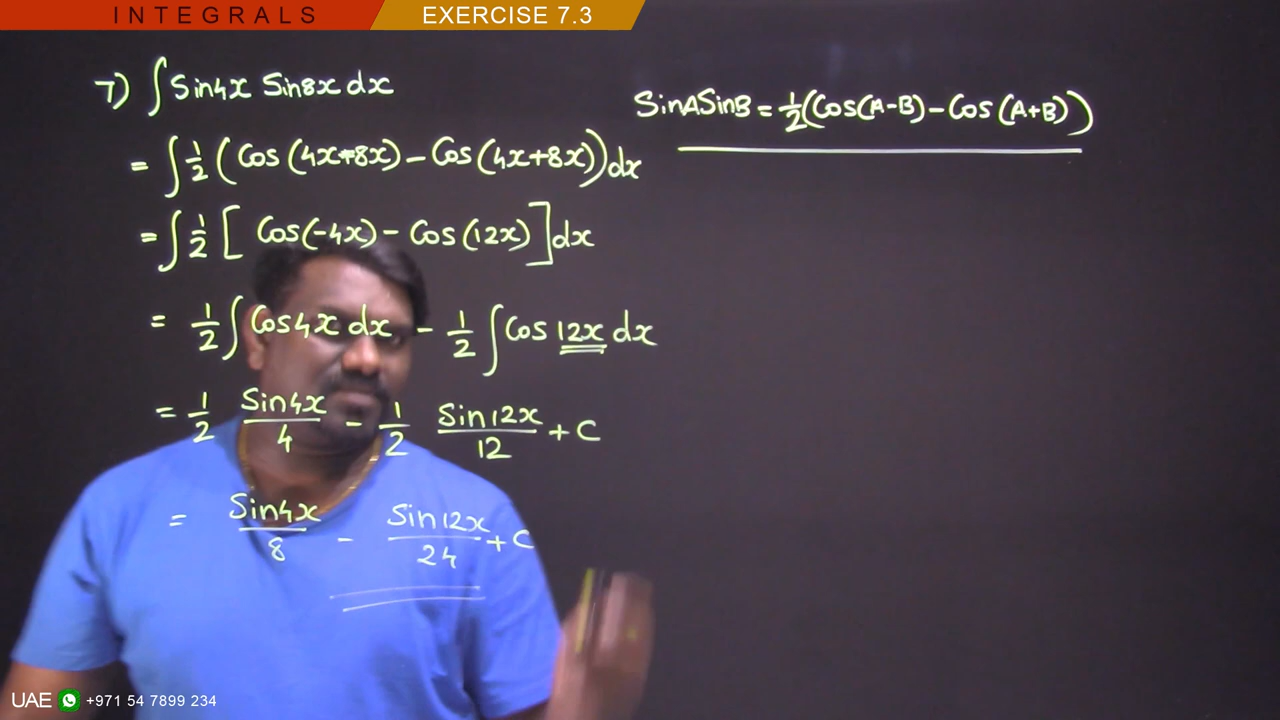 INTEGRALS EXERCISE 7.3
7) ∫ Sin4x Sin8x dx
SinASinB = 1/2 (Cos(A-B) - Cos(A+B))
= ∫ 1/2 (Cos (4x-8x) - Cos (4x+8x)) dx
= ∫ 1/2 [ Cos(-4x) - Cos (12x) ] dx
= 1/2 ∫ Cos4x dx - 1/2 ∫ Cos 12x dx
= 1/2 Sin4x/4 - 1/2 Sin12x/12 + C
= Sin4x/8 - Sin12x/24 + C
UAE +971 54 7899 234